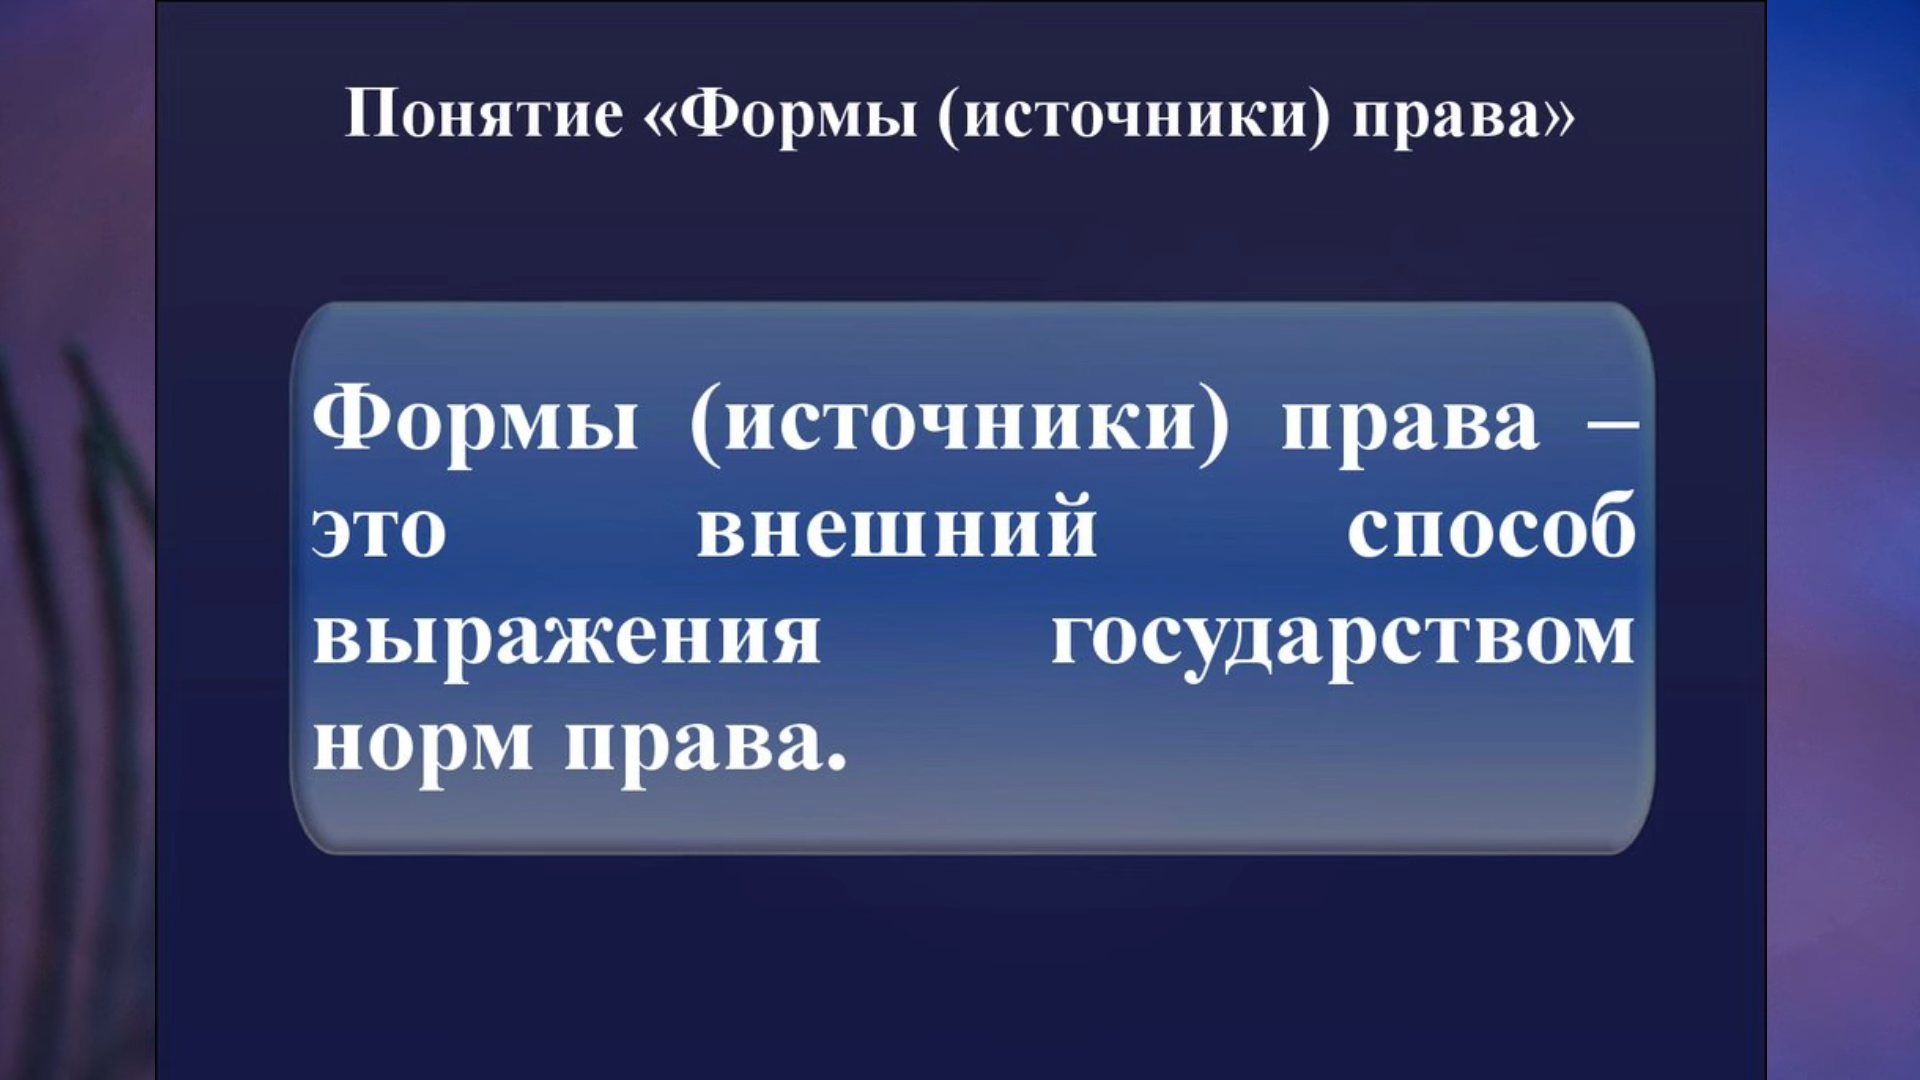 Понятие «Формы (источники) права»
Формы (источники) права –
это внешний способ
выражения государством
норм права.